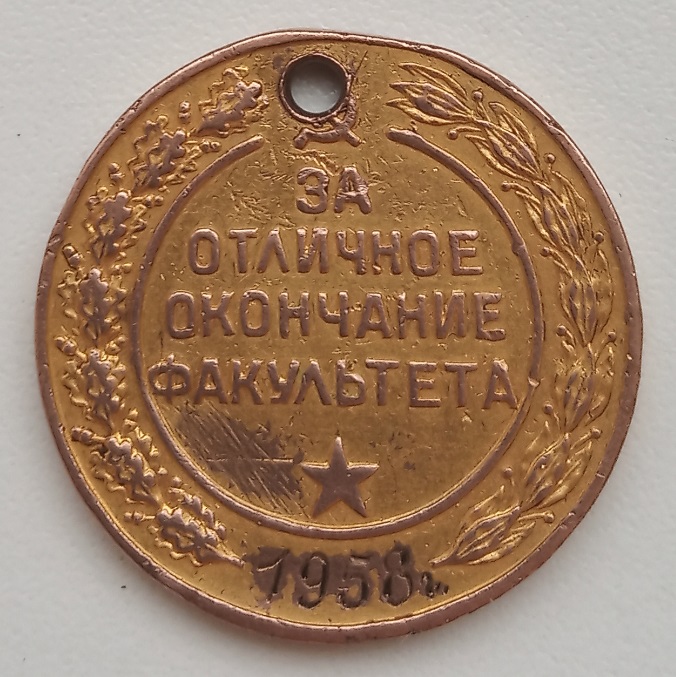 ЗА
ОТЛИЧНОЕ
ОКОНЧАНИЕ
ФАКУЛЬТЕТА
1958г.